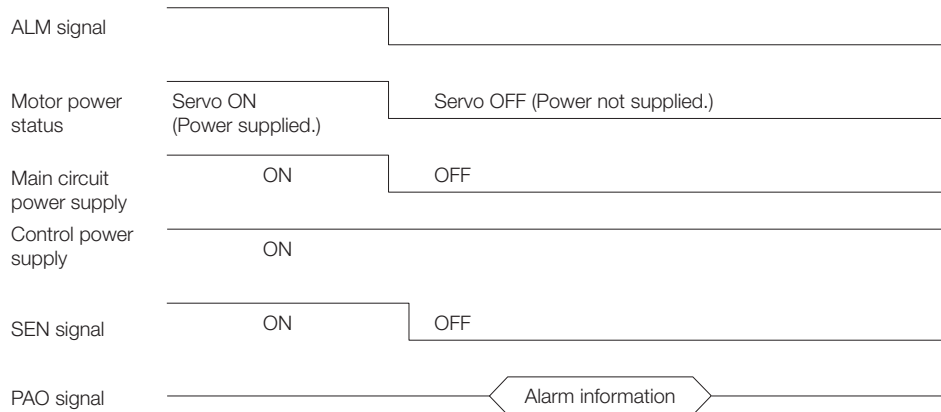 ALM signal
Motor power
status
Servo ON
(Power supplied.)
Servo OFF (Power not supplied.)
Main circuit
power supply
ON
OFF
Control power
supply
ON
SEN signal
ON
OFF
PAO signal
Alarm information